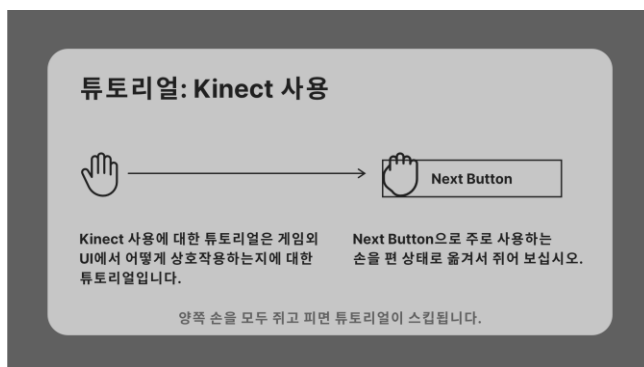 튜토리얼: Kinect 사용
Next Button
Kinect 사용에 대한 튜토리얼은 게임외
UI에서 어떻게 상호작용하는지에 대한
튜토리얼입니다.
Next Button으로 주로 사용하는
손을 편 상태로 옮겨서 쥐어 보십시오.
양쪽 손을 모두 쥐고 피면 튜토리얼이 스킵됩니다.